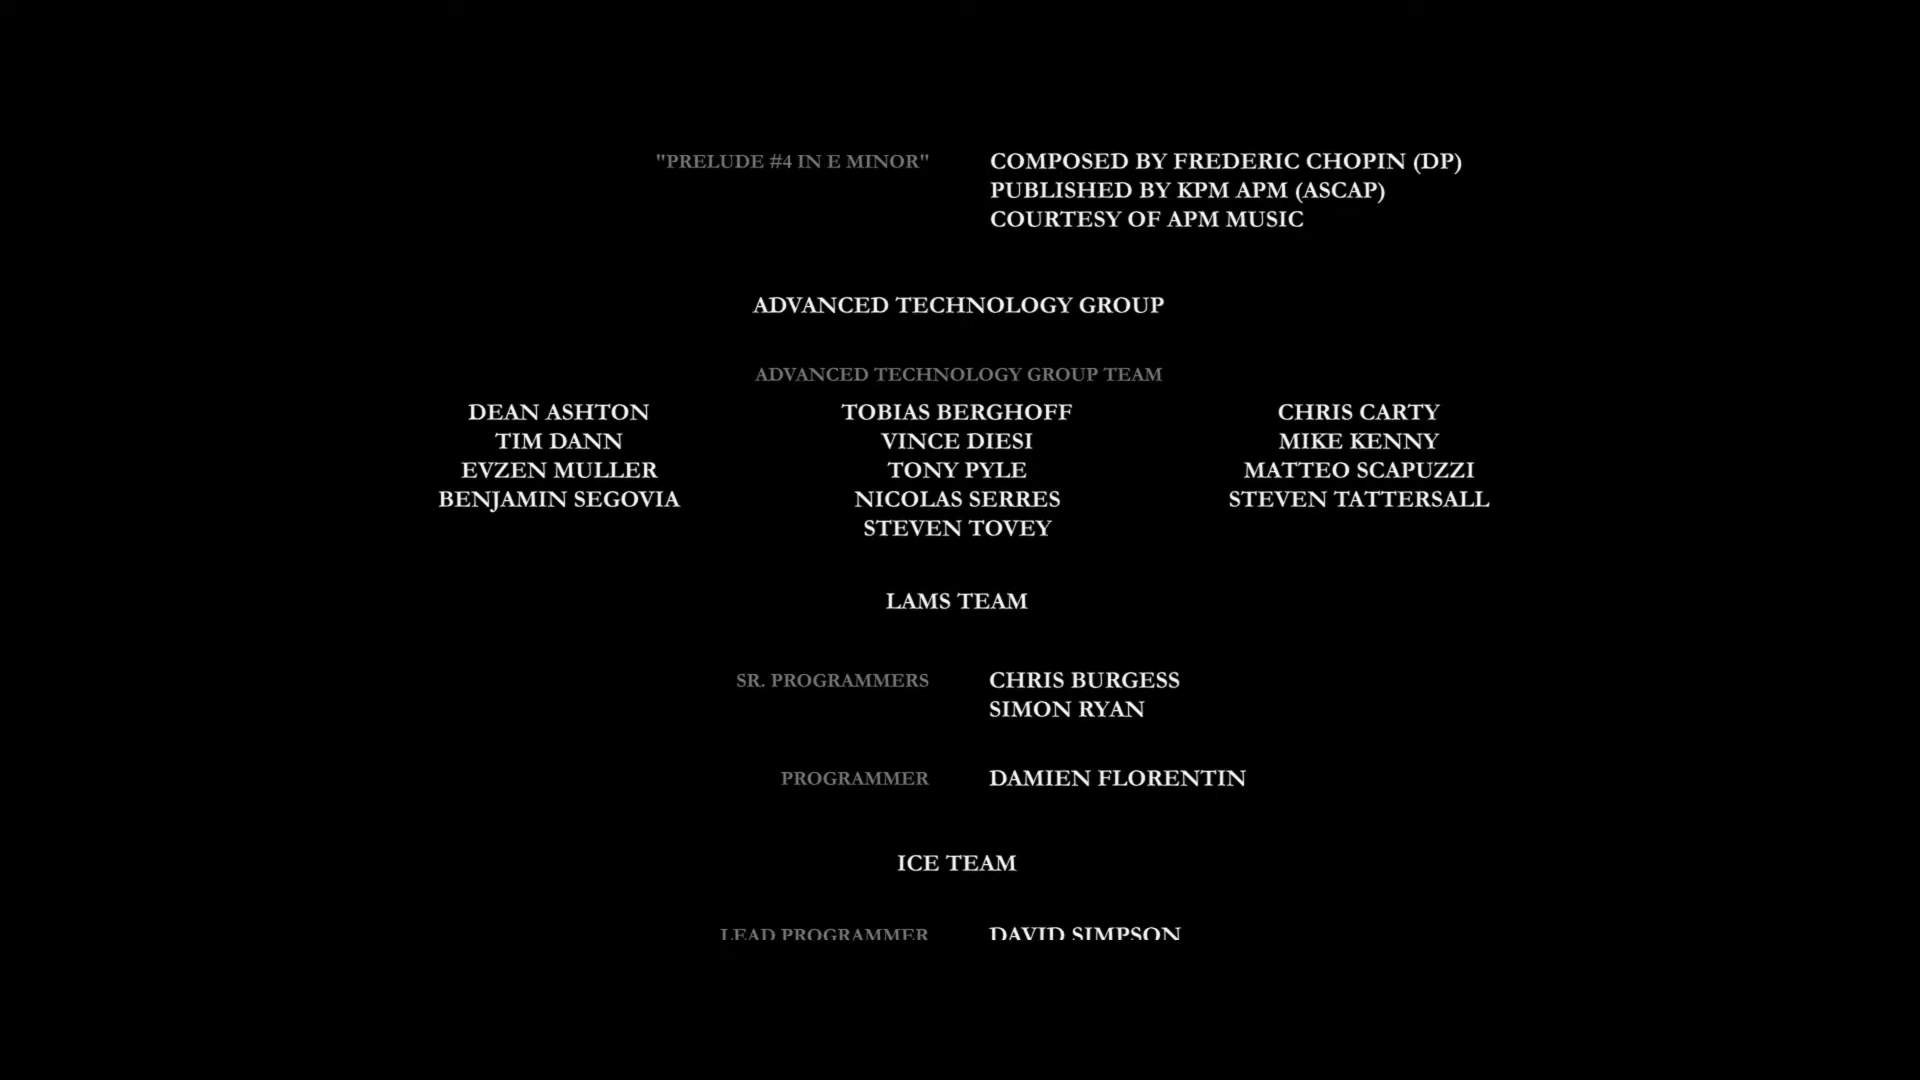 "PRELUDE #4 IN E MINOR" COMPOSED BY FREDERIC CHOPIN (DP)
PUBLISHED BY KPM APM (ASCAP)
COURTESY OF APM MUSIC
ADVANCED TECHNOLOGY GROUP
ADVANCED TECHNOLOGY GROUP TEAM
DEAN ASHTON TOBIAS BERGHOFF CHRIS CARTY
TIM DANN VINCE DIESI MIKE KENNY
EVZEN MULLER TONY PYLE MATTEO SCAPUZZI
BENJAMIN SEGOVIA NICOLAS SERRES STEVEN TATTERSALL
STEVEN TOVEY
LAMS TEAM
SR. PROGRAMMERS CHRIS BURGESS
SIMON RYAN
PROGRAMMER DAMIEN FLORENTIN
ICE TEAM
LEAD PROGRAMMER DAVID SIMPSON